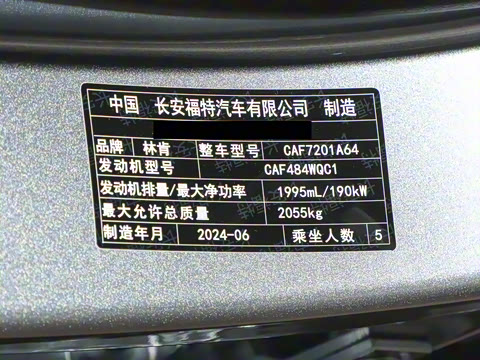 中国 长安福特汽车有限公司 制造
品牌 林肯 整车型号 CAF7201A64
发动机型号 CAF484WQC1
发动机排量/最大净功率 1995mL/190kW
最大允许总质量 2055kg
制造年月 2024-06 乘坐人数 5